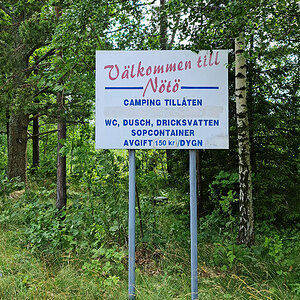 Välkommen till
Nötö
CAMPING TILLÅTEN
WC, DUSCH, DRICKSVATTEN
SOPCONTAINER
AVGIFT 150 kr /DYGN